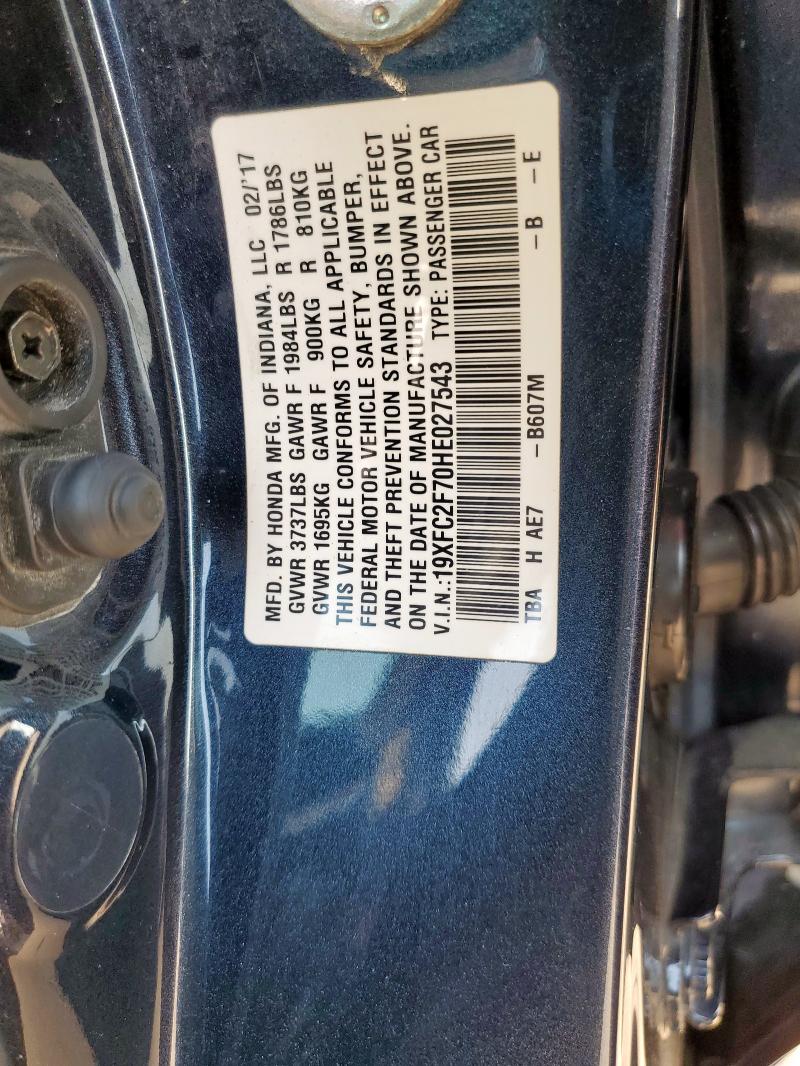 MFD. BY HONDA MFG. OF INDIANA, LLC 02/'17
GVWR 3737LBS GAWR F 1984LBS R 1786LBS
GVWR 1695KG GAWR F 900KG R 810KG
THIS VEHICLE CONFORMS TO ALL APPLICABLE
FEDERAL MOTOR VEHICLE SAFETY, BUMPER,
AND THEFT PREVENTION STANDARDS IN EFFECT
ON THE DATE OF MANUFACTURE SHOWN ABOVE.
V.I.N.:19XFC2F70HE027543 TYPE: PASSENGER CAR
TBA H AE7 -B607M -B -E